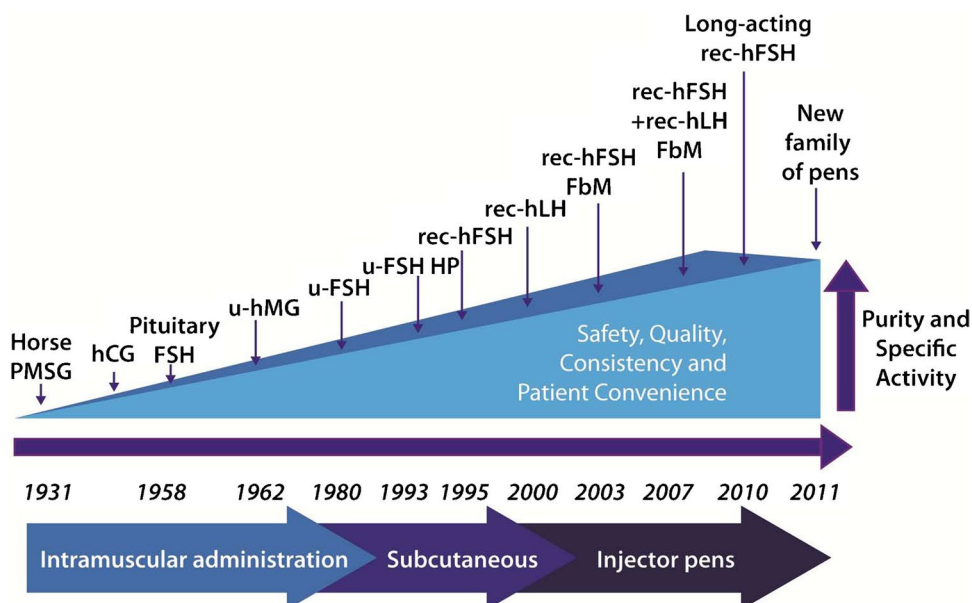 Long-acting
rec-hFSH
rec-hFSH
+rec-hLH
FbM
New
family
of pens
rec-hFSH
FbM
rec-hLH
rec-hFSH
u-FSH HP
u-FSH
u-hMG
Pituitary
FSH
hCG
Horse
PMSG
Safety, Quality,
Consistency and
Patient Convenience
Purity and
Specific
Activity
1931 1958 1962 1980 1993 1995 2000 2003 2007 2010 2011
Intramuscular administration Subcutaneous Injector pens